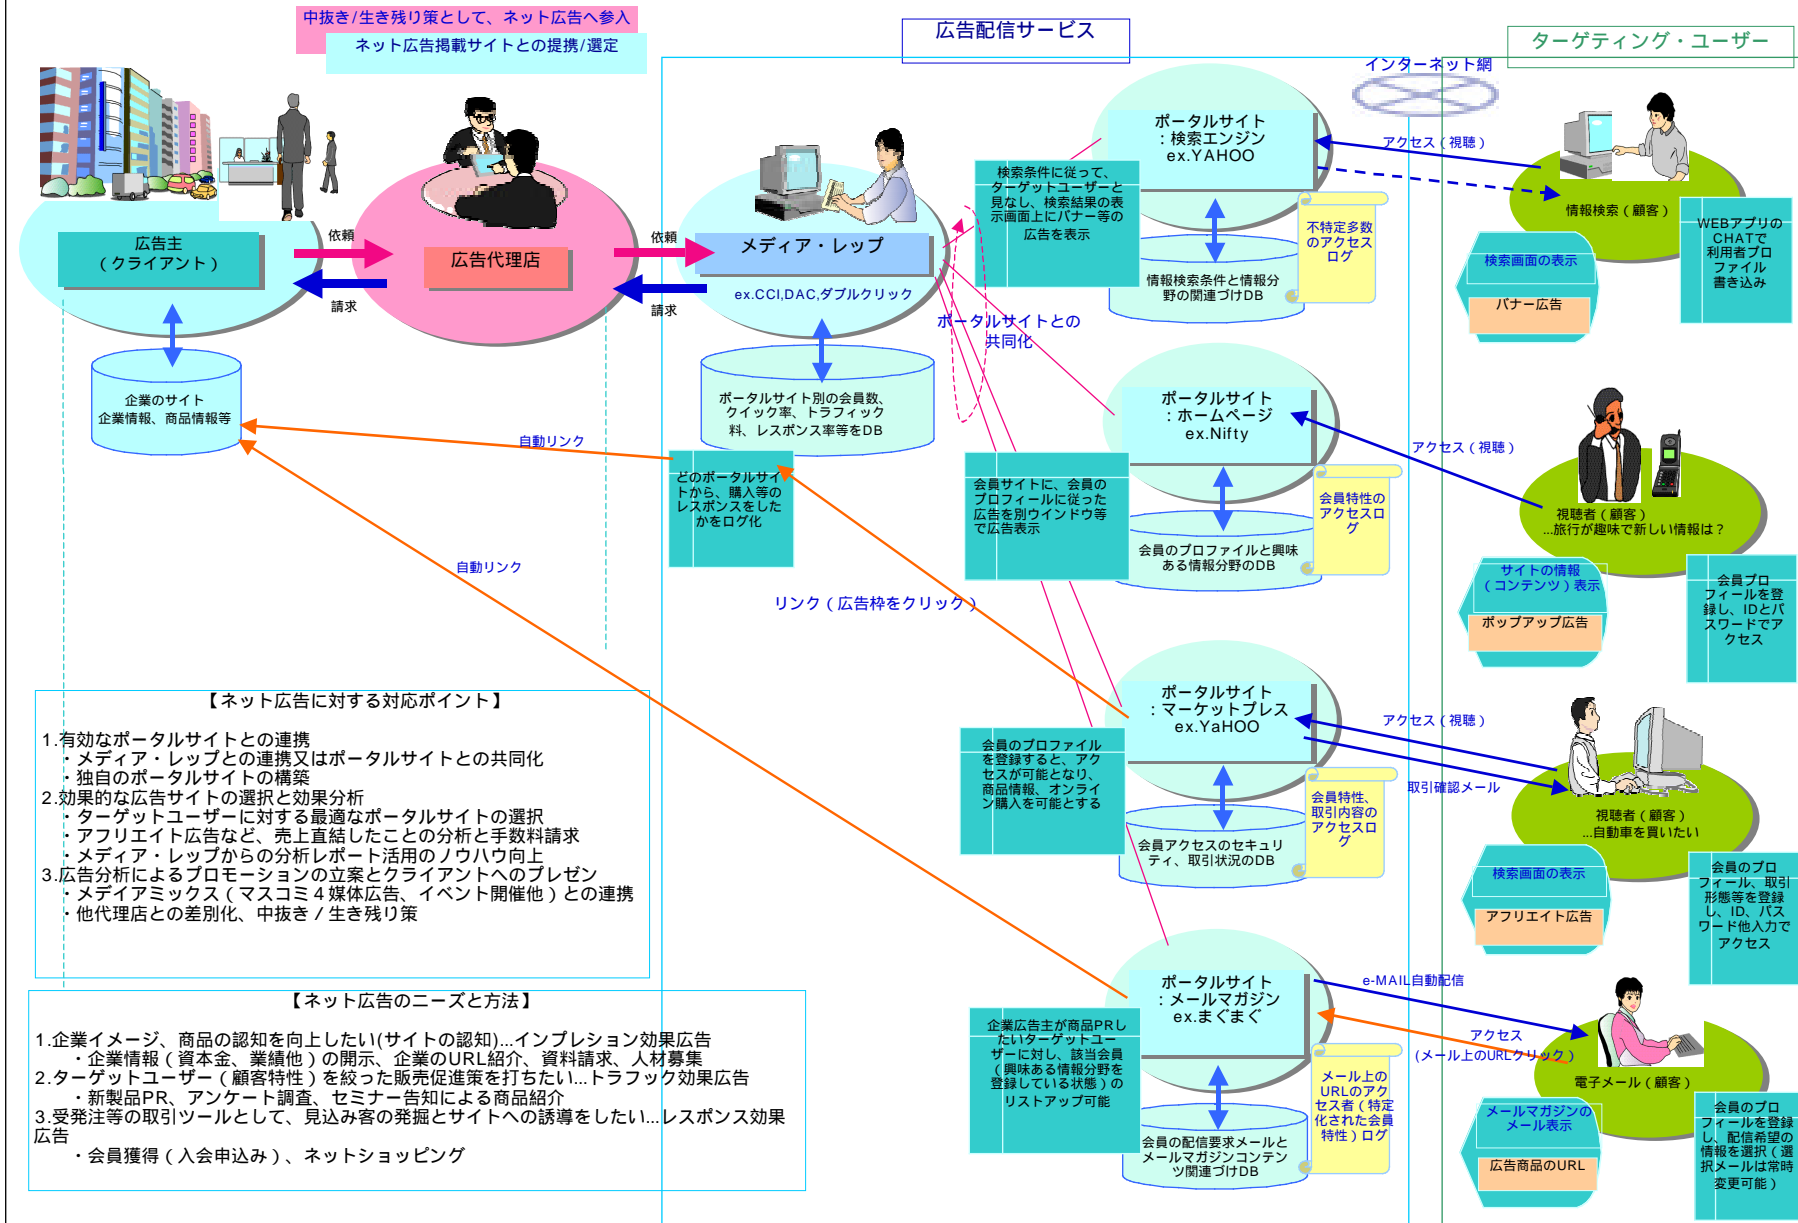 中抜き/生き残り策として、ネット広告へ参入
ネット広告掲載サイトとの提携/選定
広告配信サービス
ターゲティング・ユーザー
インターネット網
広告主
（クライアント）
依頼
請求
広告代理店
依頼
請求
メディア・レップ
ex.CCI,DAC,ダブルクリック
企業のサイト
企業情報、商品情報等
ポータルサイト別の会員数、
クイック率、トラフィック
料、レスポンス率等をDB
ポータルサイトとの
共同化
自動リンク
どのポータルサイ
トから、購入等の
レスポンスをした
かをログ化
自動リンク
リンク（広告枠をクリック）
ポータルサイト
：検索エンジン
ex.YAHOO
検索条件に従って、
ターゲットユーザーと
見なし、検索結果の表
示画面上にバナー等の
広告を表示
情報検索条件と情報分
野の関連づけDB
不特定多数
のアクセス
ログ
アクセス（視聴）
情報検索（顧客）
検索画面の表示
バナー広告
WEBアプリの
CHATで
利用者プロ
ファイル
書き込み
ポータルサイト
：ホームページ
ex.Nifty
会員サイトに、会員の
プロフィールに従った
広告を別ウインドウ等
で広告表示
会員のプロファイルと興味
ある情報分野のDB
会員特性の
アクセスロ
グ
アクセス（視聴）
視聴者（顧客）
...旅行が趣味で新しい情報は？
サイトの情報
（コンテンツ）表示
ポップアップ広告
会員プロ
フィールを登
録し、IDとパ
スワードでア
クセス
ポータルサイト
：マーケットプレス
ex.YaHOO
会員のプロファイル
を登録すると、アク
セスが可能となり、
商品情報、オンライ
ン購入を可能とする
会員アクセスのセキュリ
ティ、取引状況のDB
会員特性、
取引内容の
アクセスロ
グ
アクセス（視聴）
取引確認メール
視聴者（顧客）
...自動車を買いたい
検索画面の表示
アフリエイト広告
会員のプロ
フィール、取引
形態等を登録
し、ID、パス
ワード他入力で
アクセス
ポータルサイト
：メールマガジン
ex.まぐまぐ
企業広告主が商品PRし
たいターゲットユー
ザーに対し、該当会員
（興味ある情報分野を
登録している状態）の
リストアップ可能
会員の配信要求メールと
メールマガジンコンテン
ツ関連づけDB
メール上の
URLのアク
セス者（特定
化された会員
特性）ログ
e-MAIL自動配信
アクセス
(メール上のURLクリック）
電子メール（顧客）
メールマガジンの
メール表示
広告商品のURL
会員のプロ
フィールを登録
し、配信希望の
情報を選択（選
択メールは常時
変更可能）
【ネット広告に対する対応ポイント】
1.有効なポータルサイトとの連携
・メディア・レップとの連携又はポータルサイトとの共同化
・独自のポータルサイトの構築
2.効果的な広告サイトの選択と効果分析
・ターゲットユーザーに対する最適なポータルサイトの選択
・アフリエイト広告など、売上直結したことの分析と手数料請求
・メディア・レップからの分析レポート活用のノウハウ向上
3.広告分析によるプロモーションの立案とクライアントへのプレゼン
・メデイアミックス（マスコミ４媒体広告、イベント開催他）との連携
・他代理店との差別化、中抜き / 生き残り策
【ネット広告のニーズと方法】
1.企業イメージ、商品の認知を向上したい(サイトの認知)...インプレション効果広告
・企業情報（資本金、業績他）の開示、企業のURL紹介、資料請求、人材募集
2.ターゲットユーザー（顧客特性）を絞った販売促進策を打ちたい...トラフック効果広告
・新製品PR、アンケート調査、セミナー告知による商品紹介
3.受発注等の取引ツールとして、見込み客の発掘とサイトへの誘導をしたい...レスポンス効果
広告
・会員獲得（入会申込み）、ネットショッピング